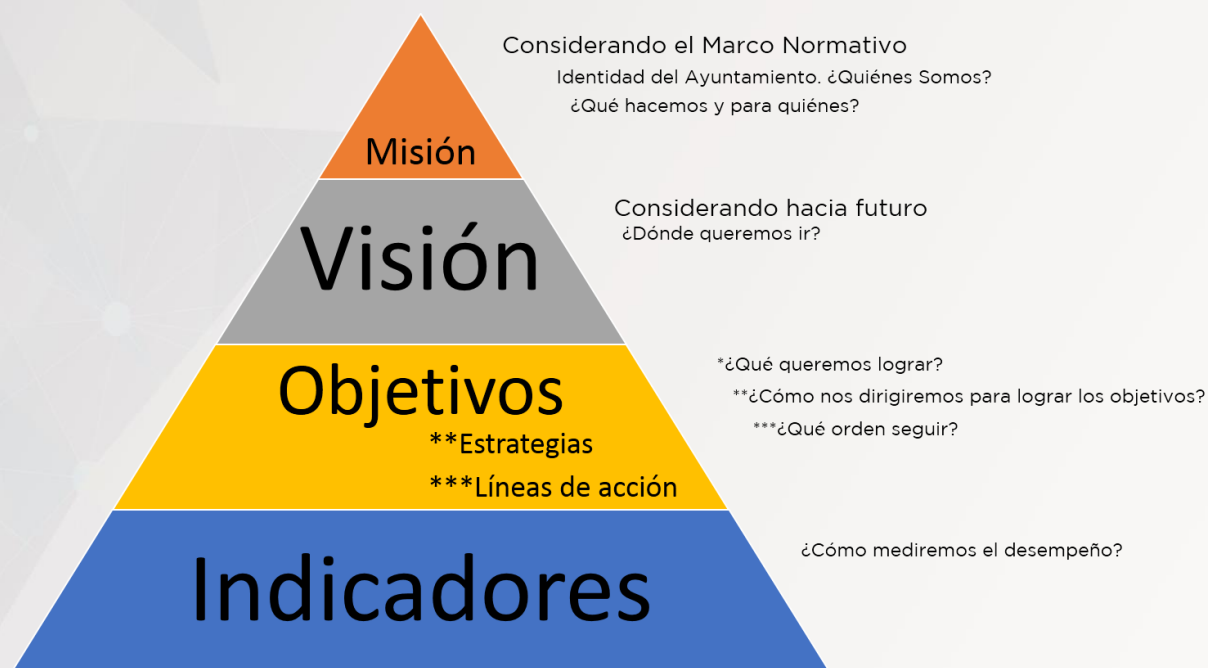 Considerando el Marco Normativo
Identidad del Ayuntamiento. ¿Quiénes Somos?
¿Qué hacemos y para quiénes?
Misión
Considerando hacia futuro
¿Dónde queremos ir?
Visión
*¿Qué queremos lograr?
**¿Cómo nos dirigiremos para lograr los objetivos?
***¿Qué orden seguir?
Objetivos
**Estrategias
***Líneas de acción
¿Cómo mediremos el desempeño?
Indicadores